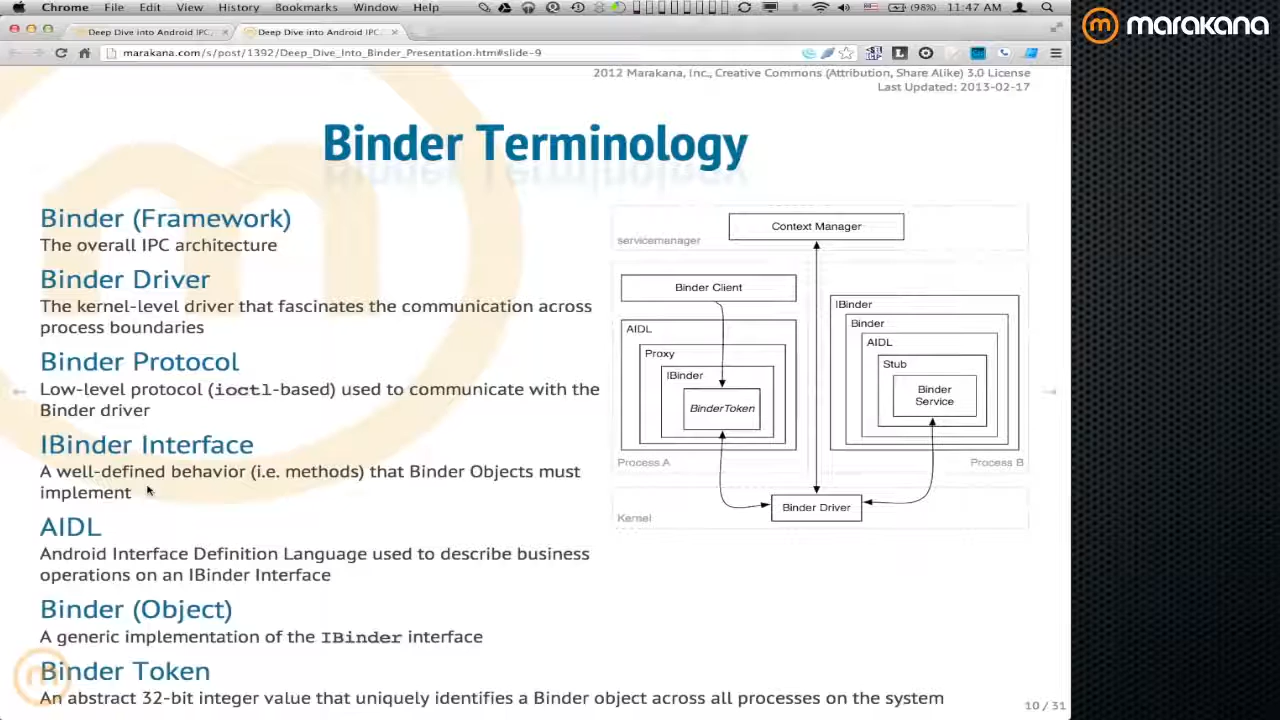 Chrome File Edit View History Bookmarks Window Help (98%) 11:47 AM
marakana
Deep Dive into Android IPC. Deep Dive into Android IPC.
marakana.com/s/post/1392/Deep_Dive_Into_Binder_Presentation.htm#slide-9
2012 Marakana, Inc., Creative Commons (Attribution, Share Alike) 3.0 License
Last Updated: 2013-02-17
Binder Terminology
Binder (Framework)
The overall IPC architecture
Binder Driver
The kernel-level driver that fascinates the communication across
process boundaries
Binder Protocol
Low-level protocol (ioctl-based) used to communicate with the
Binder driver
IBinder Interface
A well-defined behavior (i.e. methods) that Binder Objects must
implement
AIDL
Android Interface Definition Language used to describe business
operations on an IBinder Interface
Binder (Object)
A generic implementation of the IBinder interface
Binder Token
An abstract 32-bit integer value that uniquely identifies a Binder object across all processes on the system
Context Manager
servicemanager
Binder Client
AIDL
Proxy
IBinder
BinderToken
Process A
IBinder
Binder
AIDL
Stub
Binder
Service
Process B
Binder Driver
Kernel
10 / 31